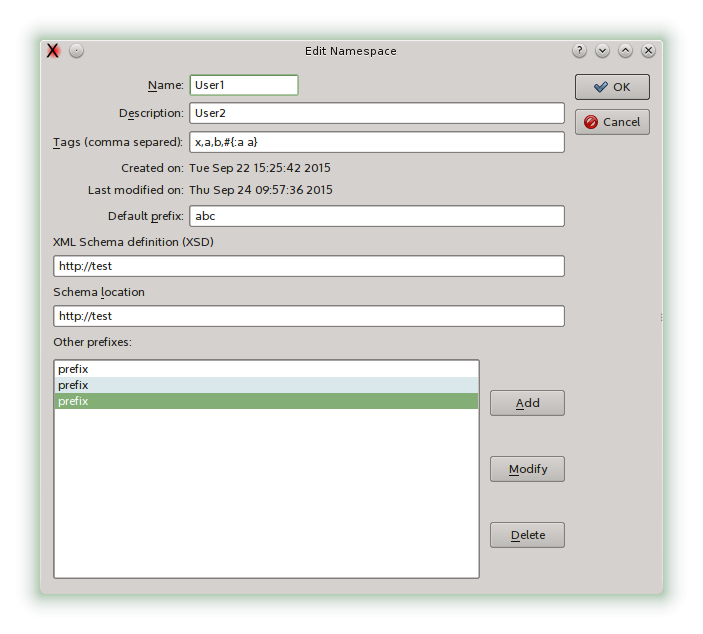 Edit Namespace
Name: User1
OK
Description: User2
Cancel
Tags (comma separed): x,a,b,#{:a a}
Created on: Tue Sep 22 15:25:42 2015
Last modified on: Thu Sep 24 09:57:36 2015
Default prefix: abc
XML Schema definition (XSD)
http://test
Schema location
http://test
Other prefixes:
prefix
prefix
prefix
Add
Modify
Delete